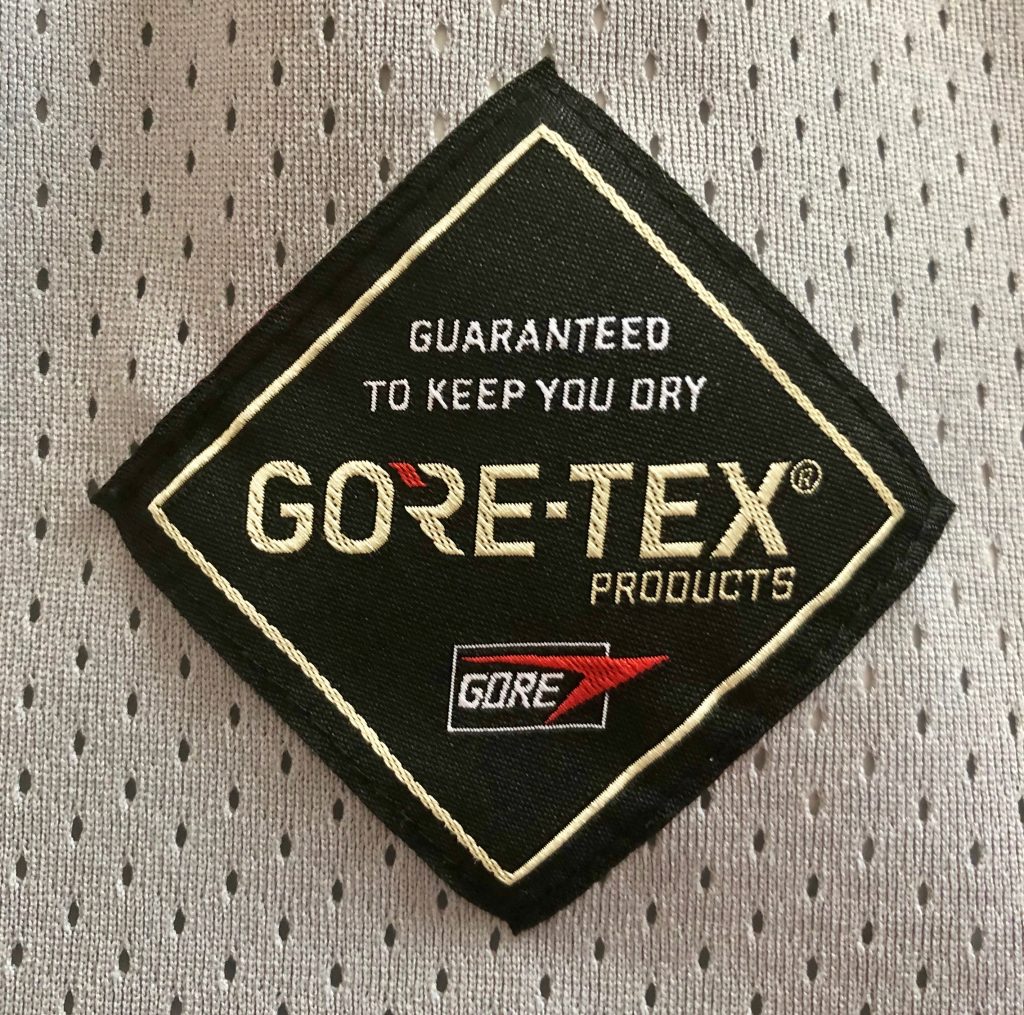 GUARANTEED
TO KEEP YOU DRY
GORE-TEX®
PRODUCTS
GORE